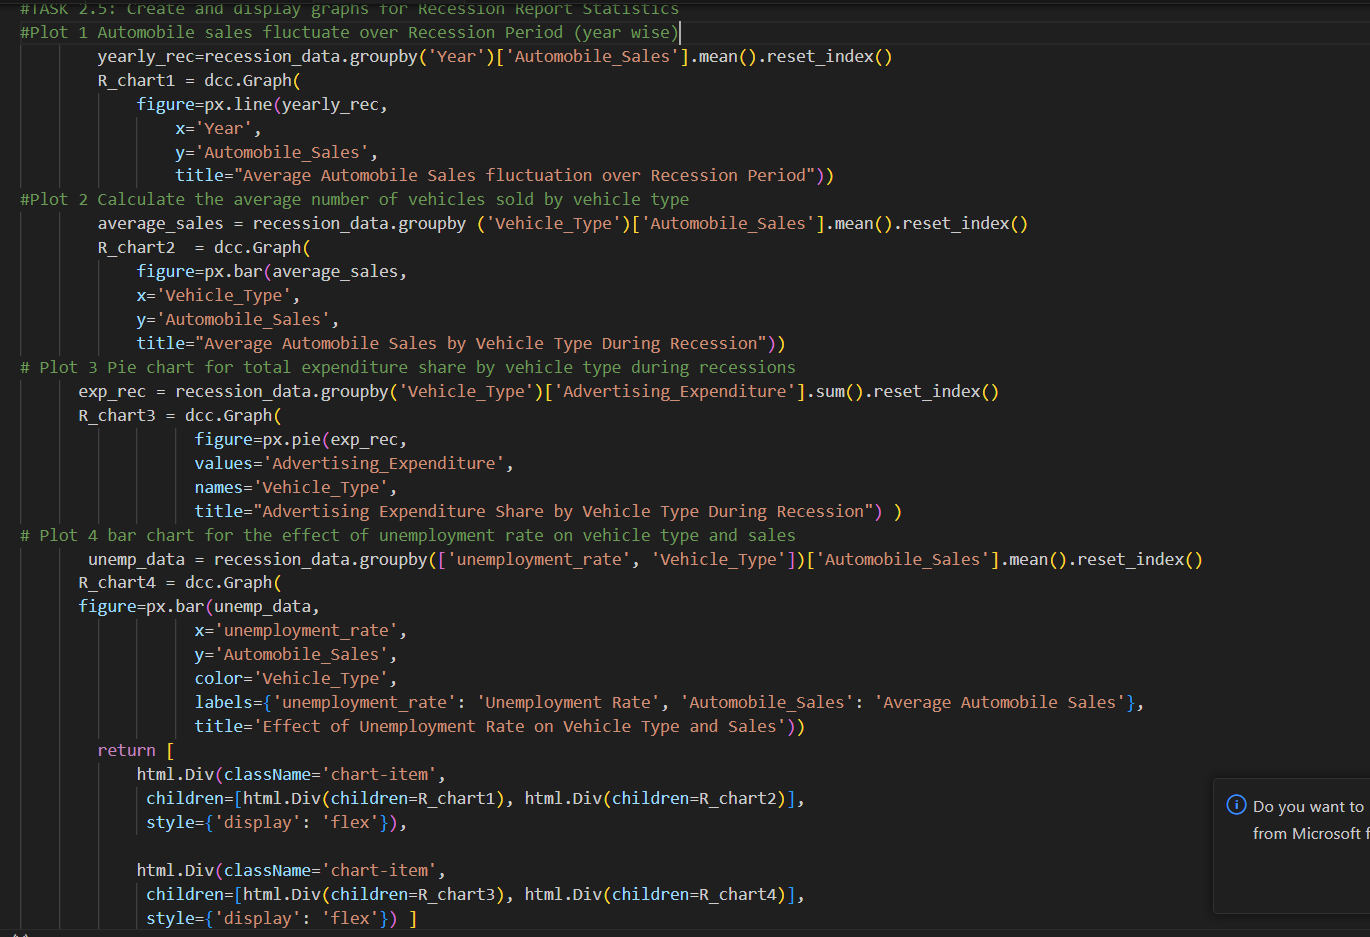 #TASK 2.5: Create and display graphs for Recession Report Statistics
#Plot 1 Automobile sales fluctuate over Recession Period (year wise)
yearly_rec=recession_data.groupby('Year')['Automobile_Sales'].mean().reset_index()
R_chart1 = dcc.Graph(
figure=px.line(yearly_rec,
x='Year',
y='Automobile_Sales',
title="Average Automobile Sales fluctuation over Recession Period"))
#Plot 2 Calculate the average number of vehicles sold by vehicle type
average_sales = recession_data.groupby ('Vehicle_Type')['Automobile_Sales'].mean().reset_index()
R_chart2  = dcc.Graph(
figure=px.bar(average_sales,
x='Vehicle_Type',
y='Automobile_Sales',
title="Average Automobile Sales by Vehicle Type During Recession"))
# Plot 3 Pie chart for total expenditure share by vehicle type during recessions
exp_rec = recession_data.groupby('Vehicle_Type')['Advertising_Expenditure'].sum().reset_index()
R_chart3 = dcc.Graph(
figure=px.pie(exp_rec,
values='Advertising_Expenditure',
names='Vehicle_Type',
title="Advertising Expenditure Share by Vehicle Type During Recession") )
# Plot 4 bar chart for the effect of unemployment rate on vehicle type and sales
unemp_data = recession_data.groupby(['unemployment_rate', 'Vehicle_Type'])['Automobile_Sales'].mean().reset_index()
R_chart4 = dcc.Graph(
figure=px.bar(unemp_data,
x='unemployment_rate',
y='Automobile_Sales',
color='Vehicle_Type',
labels={'unemployment_rate': 'Unemployment Rate', 'Automobile_Sales': 'Average Automobile Sales'},
title='Effect of Unemployment Rate on Vehicle Type and Sales'))
return [
html.Div(className='chart-item',
children=[html.Div(children=R_chart1), html.Div(children=R_chart2)],
style={'display': 'flex'}),
html.Div(className='chart-item',
children=[html.Div(children=R_chart3), html.Div(children=R_chart4)],
style={'display': 'flex'}) ]
Do you want to
from Microsoft f